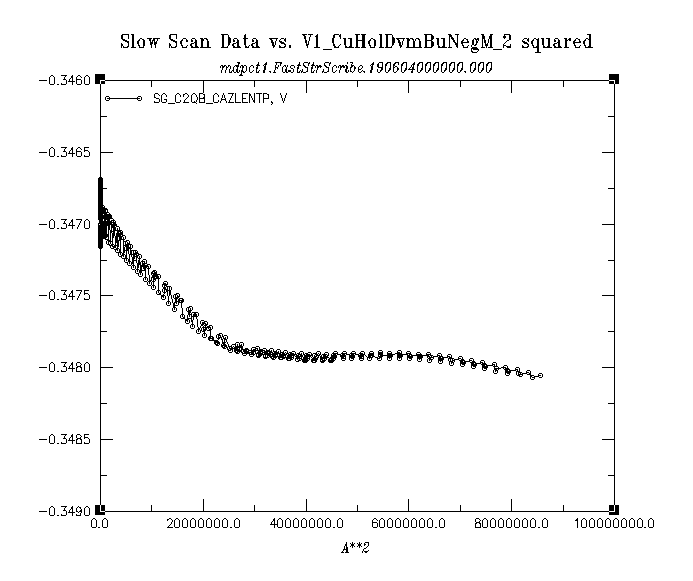 Slow Scan Data vs. V1_CuHolDvmBuNegM_2 squared
mdpct1.FastStrScribe.190604000000.000
SG_C2QB_CAZLENTP, V
-0.3460
-0.3465
-0.3470
-0.3475
-0.3480
-0.3485
-0.3490
0.0 20000000.0 40000000.0 60000000.0 80000000.0 100000000.0
A**2